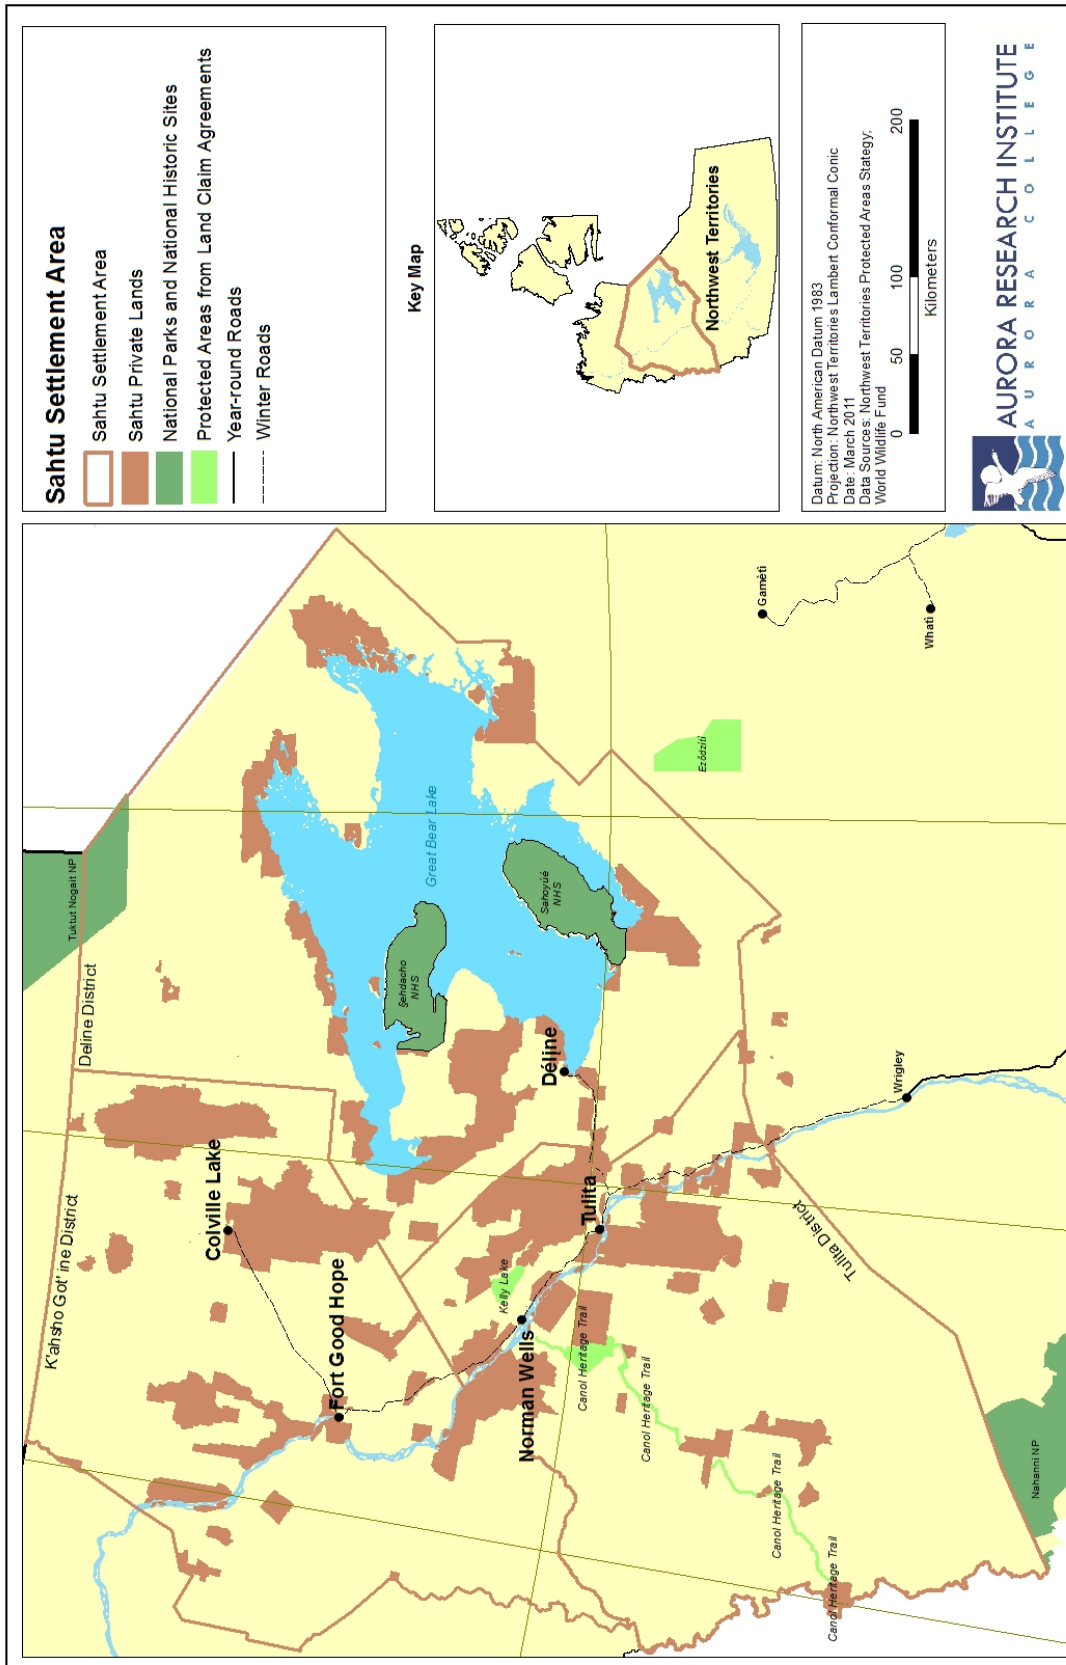 Sahtu Settlement Area
Sahtu Settlement Area
Sahtu Private Lands
National Parks and National Historic Sites
Protected Areas from Land Claim Agreements
Year-round Roads
Winter Roads
Key Map
Northwest Territories
Datum: North American Datum 1983
Projection: Northwest Territories Lambert Conformal Conic
Date: March 2011
Data Sources: Northwest Territories Protected Areas Stategy;
World Wildlife Fund
0 50 100 200
Kilometers
AURORA RESEARCH INSTITUTE
AURORA COLLEGE
K'ahsho Got' ine District
Deline District
Tuktut Nogait NP
Colville Lake
Fort Good Hope
Great Bear Lake
Sehdacho
NHS
Sahoyúé
NHS
Déline
Kelly Lake
Norman Wells
Tulita
Canol Heritage Trail
Canol Heritage Trail
Canol Heritage Trail
Canol Heritage Trail
Tulita District
Ezôdziti
Gamètì
Whatì
Wrigley
Nahanni NP